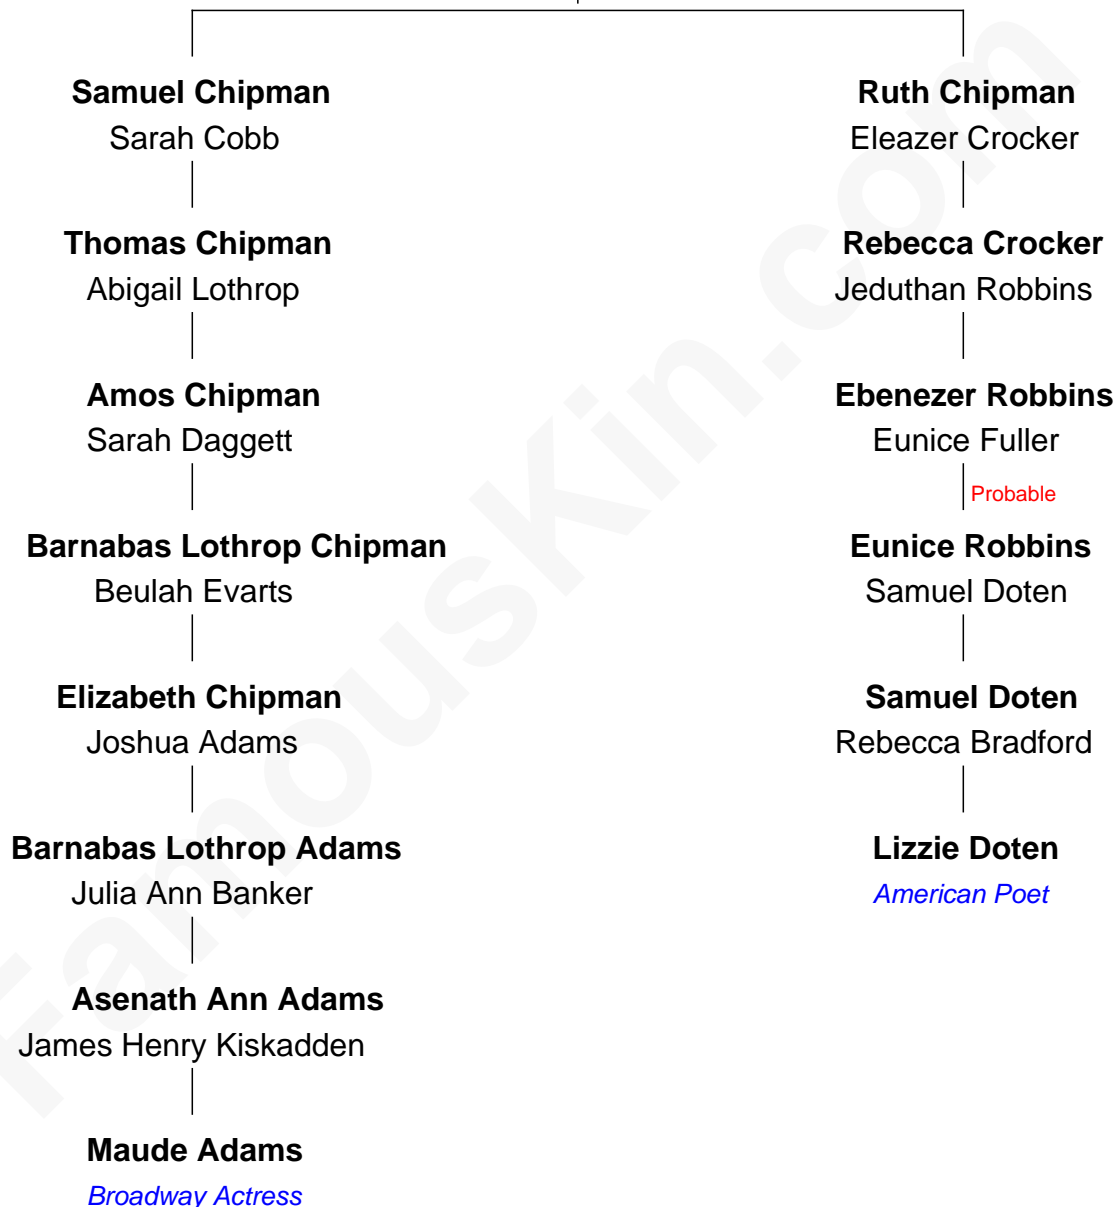 Samuel Chipman
Sarah Cobb
Thomas Chipman
Abigail Lothrop
Amos Chipman
Sarah Daggett
Barnabas Lothrop Chipman
Beulah Evarts
Elizabeth Chipman
Joshua Adams
Barnabas Lothrop Adams
Julia Ann Banker
Asenath Ann Adams
James Henry Kiskadden
Maude Adams
Broadway Actress
Ruth Chipman
Eleazer Crocker
Rebecca Crocker
Jeduthan Robbins
Ebenezer Robbins
Eunice Fuller
Probable
Eunice Robbins
Samuel Doten
Samuel Doten
Rebecca Bradford
Lizzie Doten
American Poet
FamousKin.com